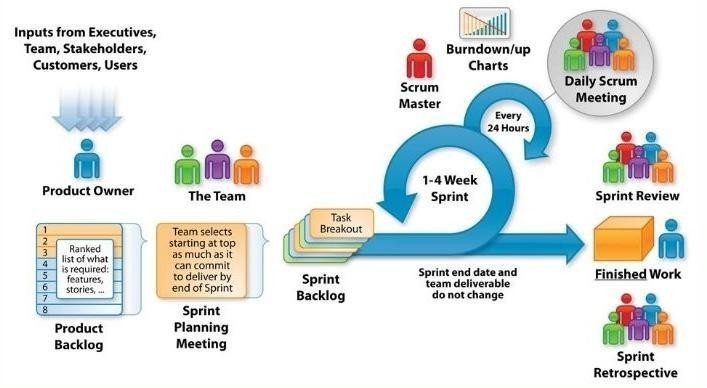 Inputs from Executives,
Team, Stakeholders,
Customers, Users
Product Owner
The Team
1
2
3
4
5
6
7
8
Ranked
list of what
is required:
features,
stories, ...
Product
Backlog
Team selects
starting at top
as much as it
can commit
to deliver by
end of Sprint
Sprint
Planning
Meeting
Task
Breakout
Sprint
Backlog
Scrum
Master
Burndown/up
Charts
Every
24 Hours
Daily Scrum
Meeting
1-4 Week
Sprint
Sprint end date and
team deliverable
do not change
Sprint Review
Finished Work
Sprint
Retrospective